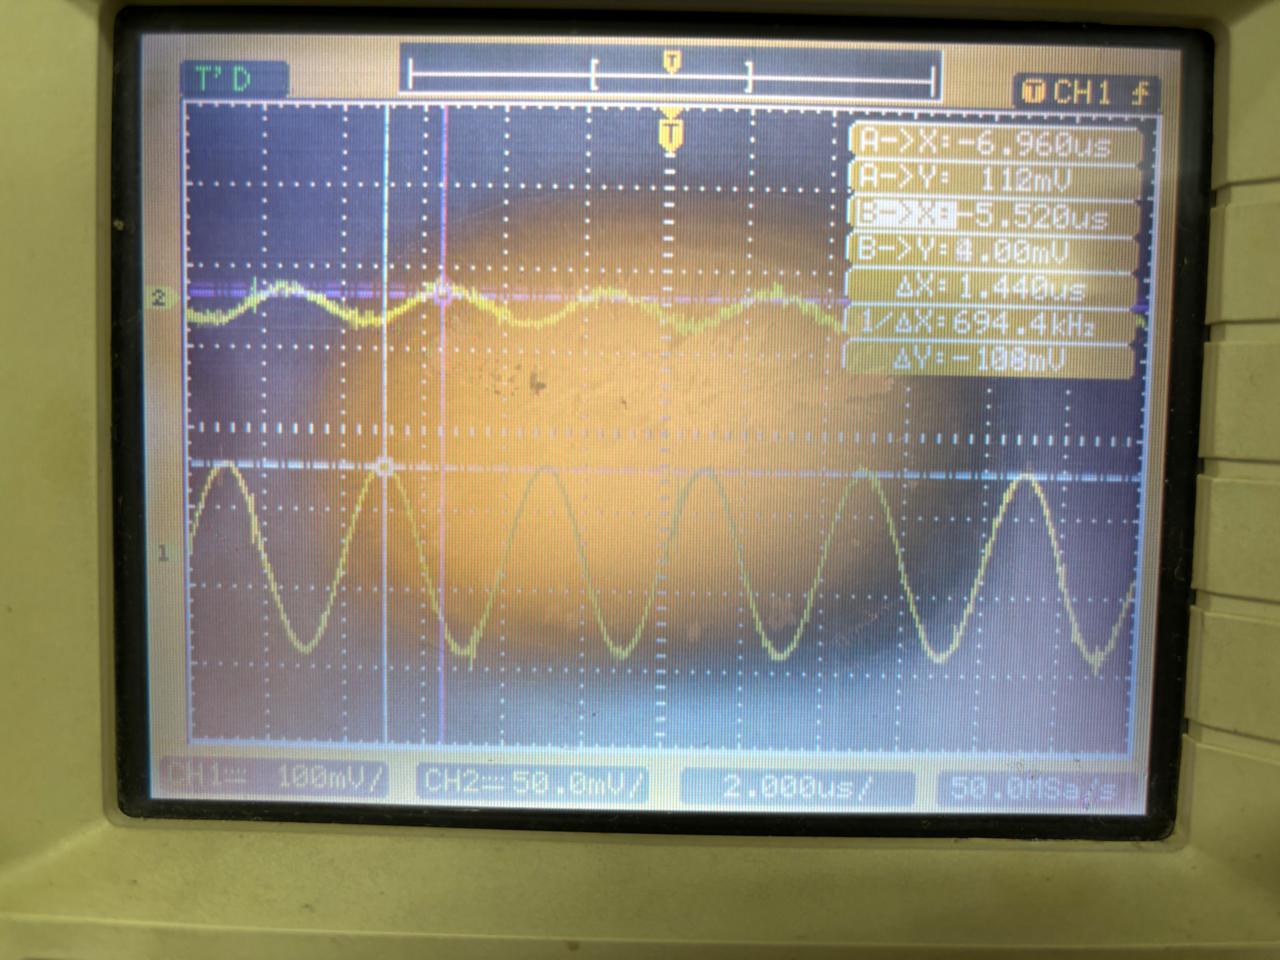 T'D
T
T CH1
T
A->X:-6.960us
A->Y: 112mV
B->X:-5.520us
B->Y: .00mV
ΔX: 1.440us
1/ΔX:694.4kHz
ΔY:-108mV
2
1
CH1 100mV/
CH2 50.0mV/
2.000us/
50.0MSa/s